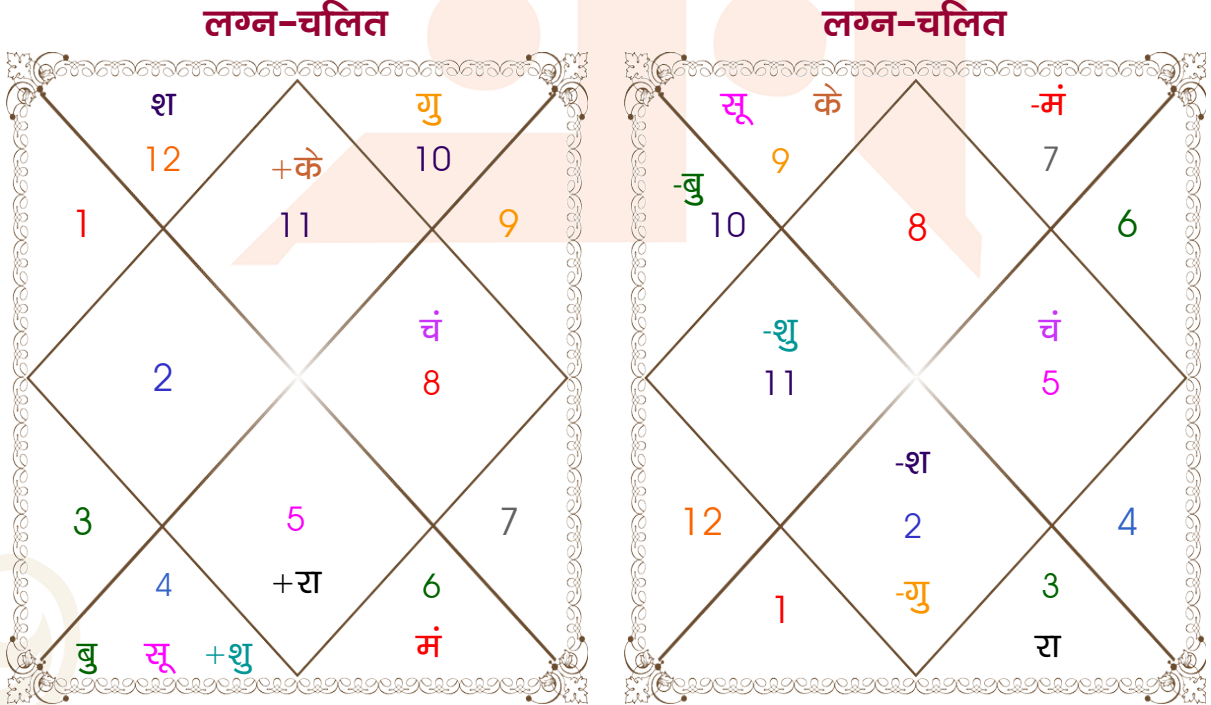 लग्न-चलित
श
गु
12
+के
10
1
11
9
चं
2
8
3
5
7
4
+रा
6
बु सू +शु
मं
लग्न-चलित
सू के
-मं
9
7
-बु
10
8
6
-शु
चं
11
5
-श
12
2
4
1
-गु
3
रा